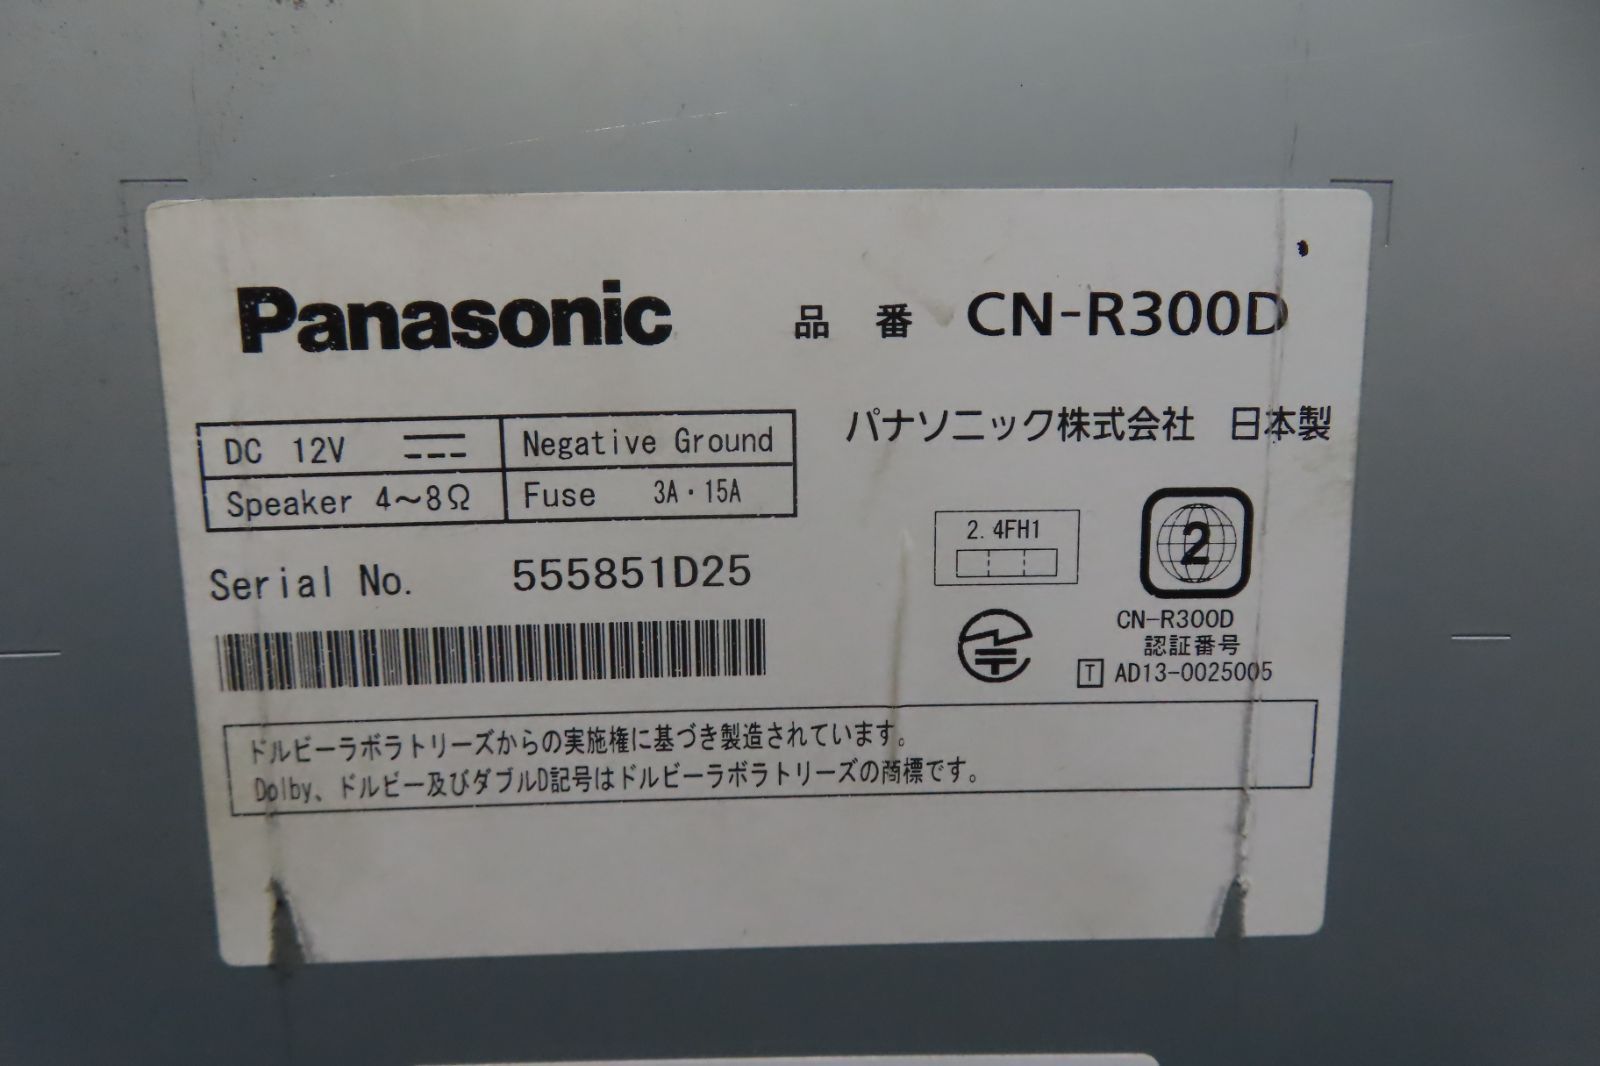 Panasonic 品 番 CN-R300D
パナソニック株式会社 日本製
DC 12V Negative Ground
Speaker 4～8Ω Fuse 3A・15A
2.4FH1
2
Serial No. 555851D25
CN-R300D
認証番号
T AD13-0025005
ドルビーラボラトリーズからの実施権に基づき製造されています。
Dolby、ドルビー及びダブルD記号はドルビーラボラトリーズの商標です。